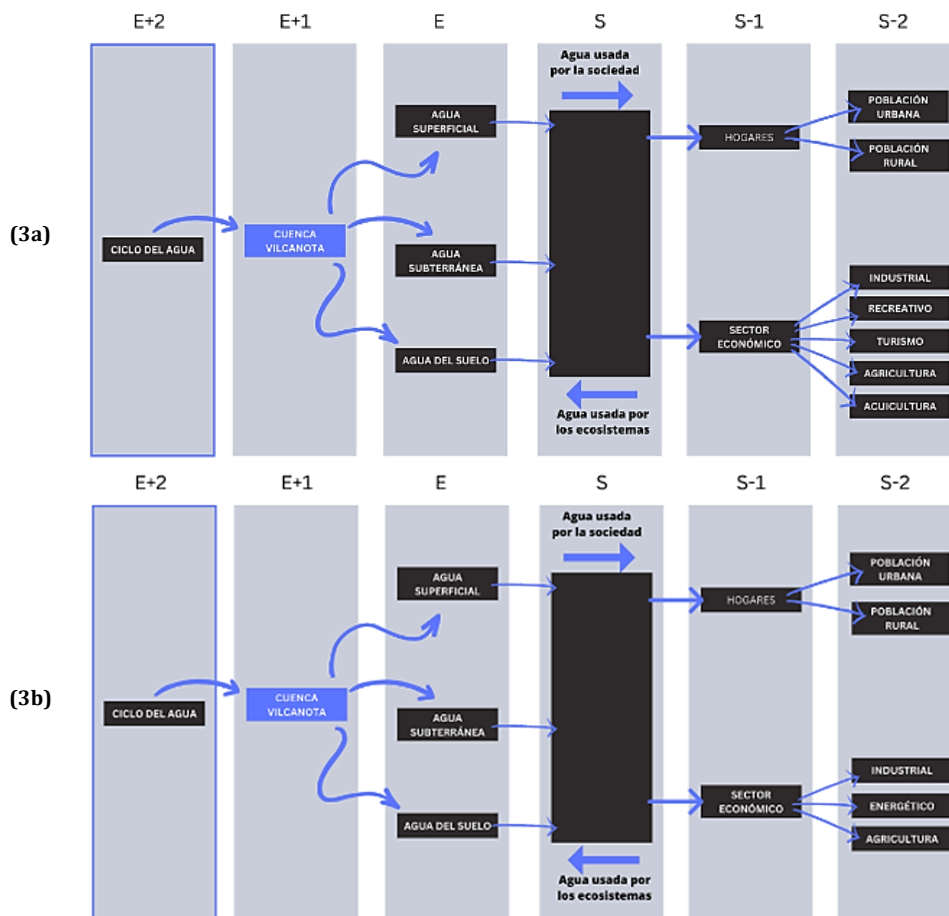 E+2 E+1 E S S-1 S-2
Agua usada
por la sociedad
AGUA
SUPERFICIAL
POBLACIÓN
URBANA
HOGARES
POBLACIÓN
RURAL
(3a)
CICLO DEL AGUA
CUENCA
VILCANOTA
AGUA
SUBTERRÁNEA
INDUSTRIAL
RECREATIVO
SECTOR
ECONÓMICO
TURISMO
AGUA DEL SUELO
AGRICULTURA
ACUICULTURA
Agua usada por
los ecosistemas
E+2 E+1 E S S-1 S-2
Agua usada
por la sociedad
AGUA
SUPERFICIAL
POBLACIÓN
URBANA
HOGARES
POBLACIÓN
RURAL
(3b)
CICLO DEL AGUA
CUENCA
VILCANOTA
AGUA
SUBTERRÁNEA
INDUSTRIAL
SECTOR
ECONÓMICO
ENERGÉTICO
AGUA DEL SUELO
AGRICULTURA
Agua usada por
los ecosistemas